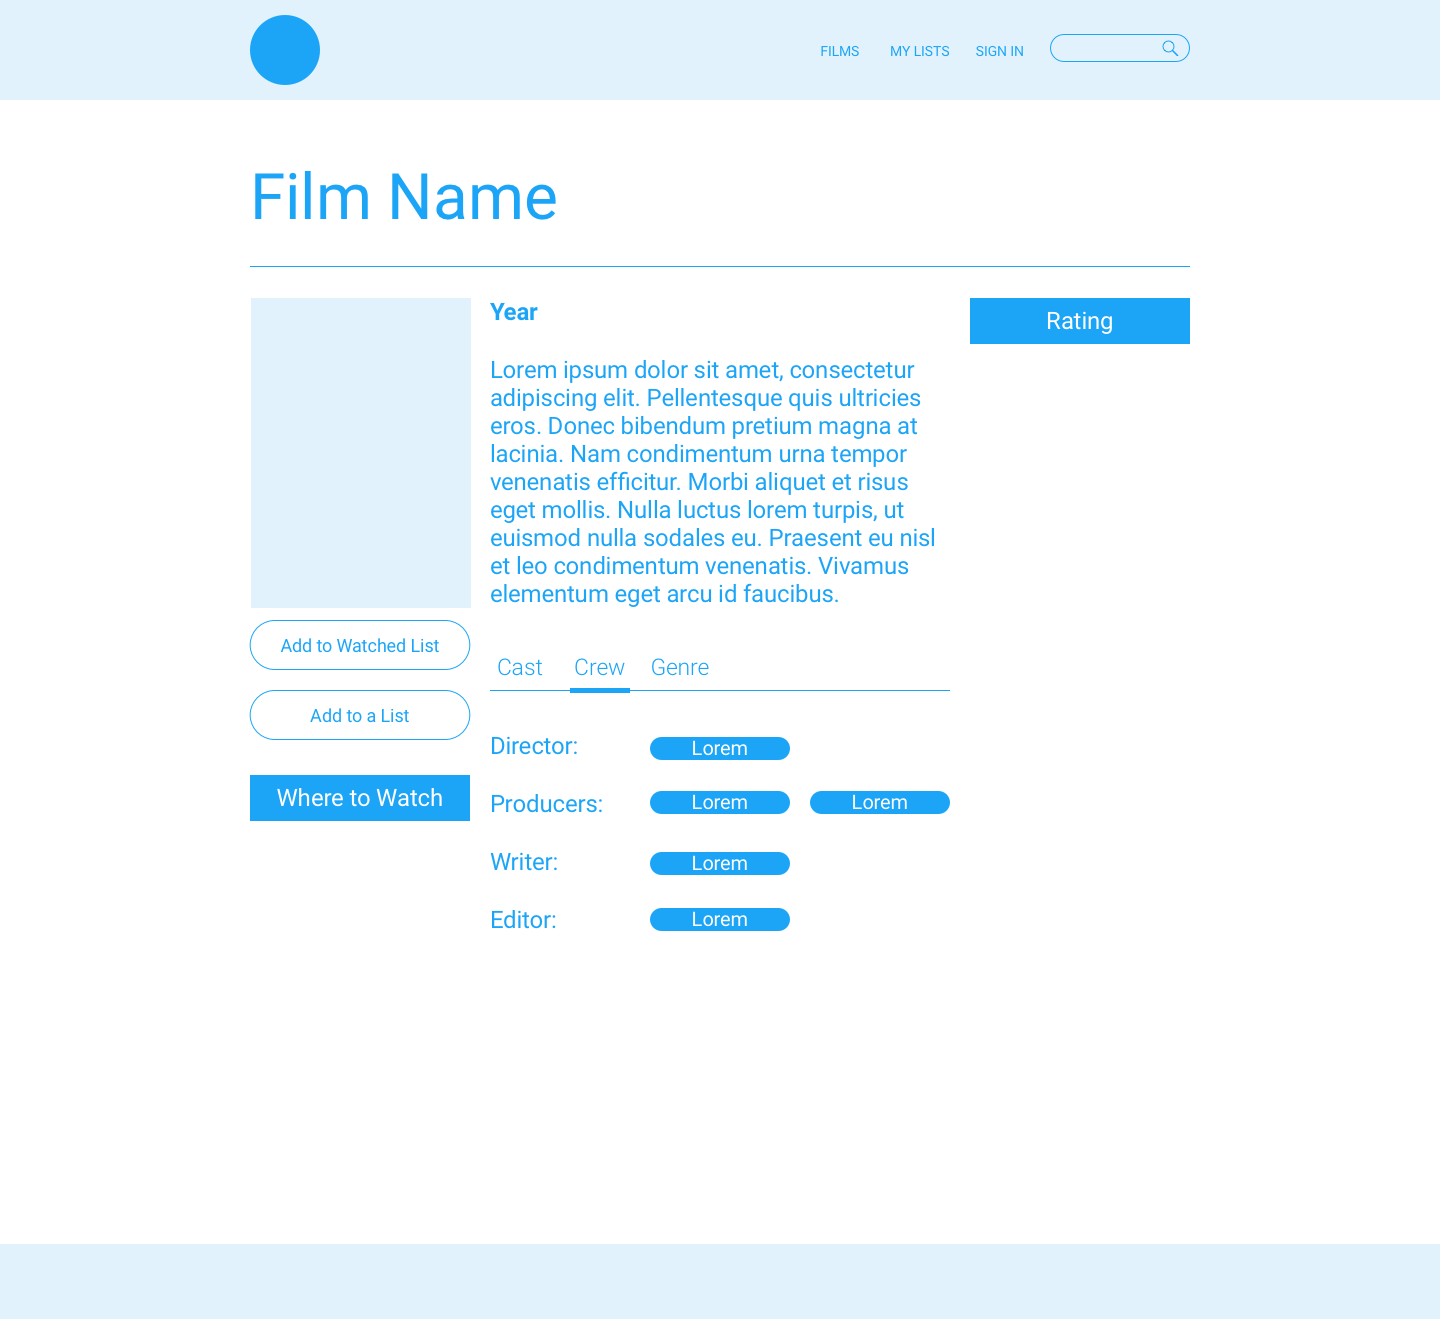 FILMS MY LISTS SIGN IN
Film Name
Year
Lorem ipsum dolor sit amet, consectetur
adipiscing elit. Pellentesque quis ultricies
eros. Donec bibendum pretium magna at
lacinia. Nam condimentum urna tempor
venenatis efficitur. Morbi aliquet et risus
eget mollis. Nulla luctus lorem turpis, ut
euismod nulla sodales eu. Praesent eu nisl
et leo condimentum venenatis. Vivamus
elementum eget arcu id faucibus.
Rating
Add to Watched List
Add to a List
Where to Watch
Cast Crew Genre
Director: Lorem
Producers: Lorem Lorem
Writer: Lorem
Editor: Lorem